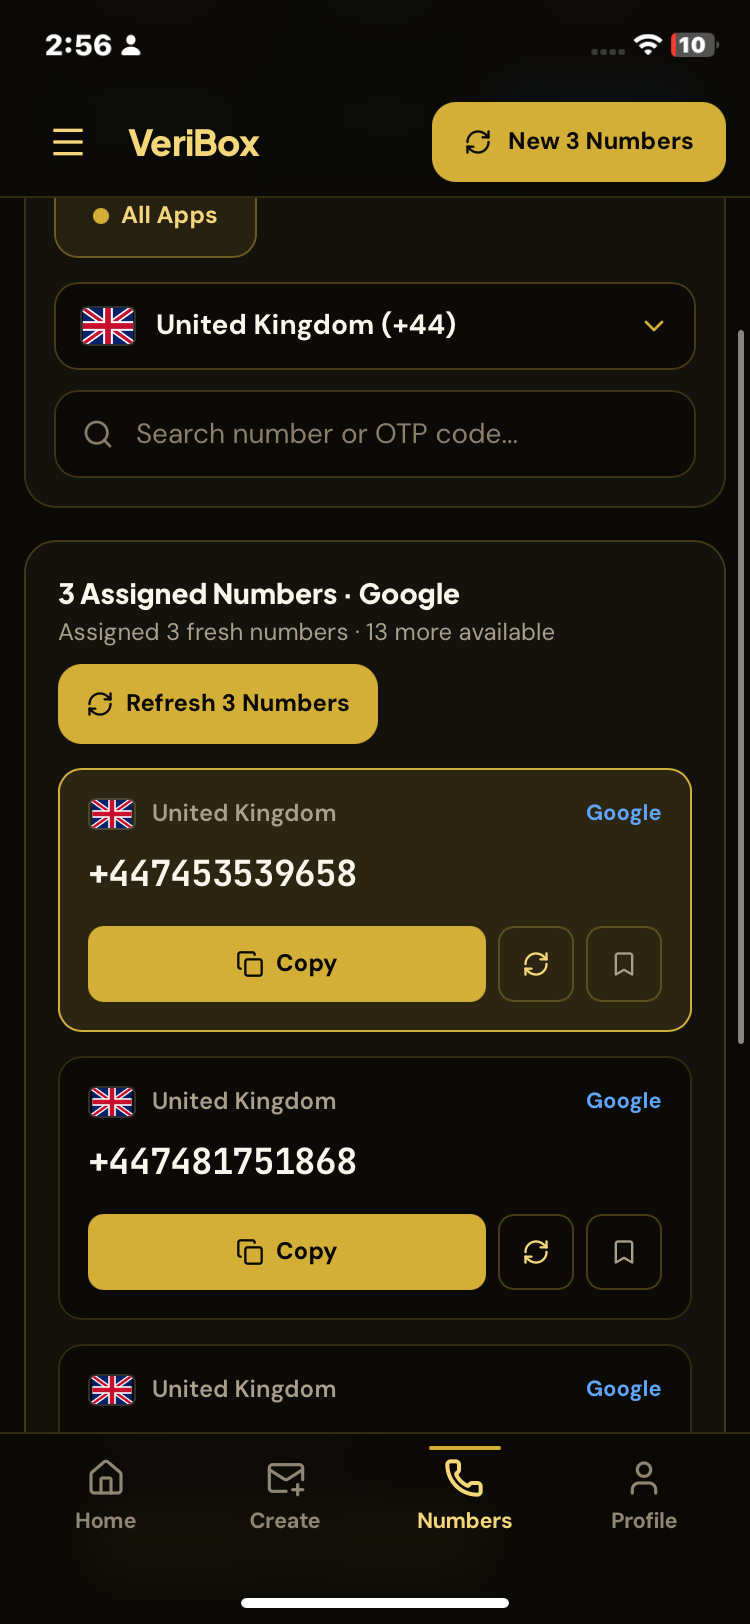 2:56
10
VeriBox
New 3 Numbers
All Apps
United Kingdom (+44)
Search number or OTP code...
3 Assigned Numbers · Google
Assigned 3 fresh numbers · 13 more available
Refresh 3 Numbers
United Kingdom
Google
+447453539658
Copy
United Kingdom
Google
+447481751868
Copy
United Kingdom
Google
Home
Create
Numbers
Profile